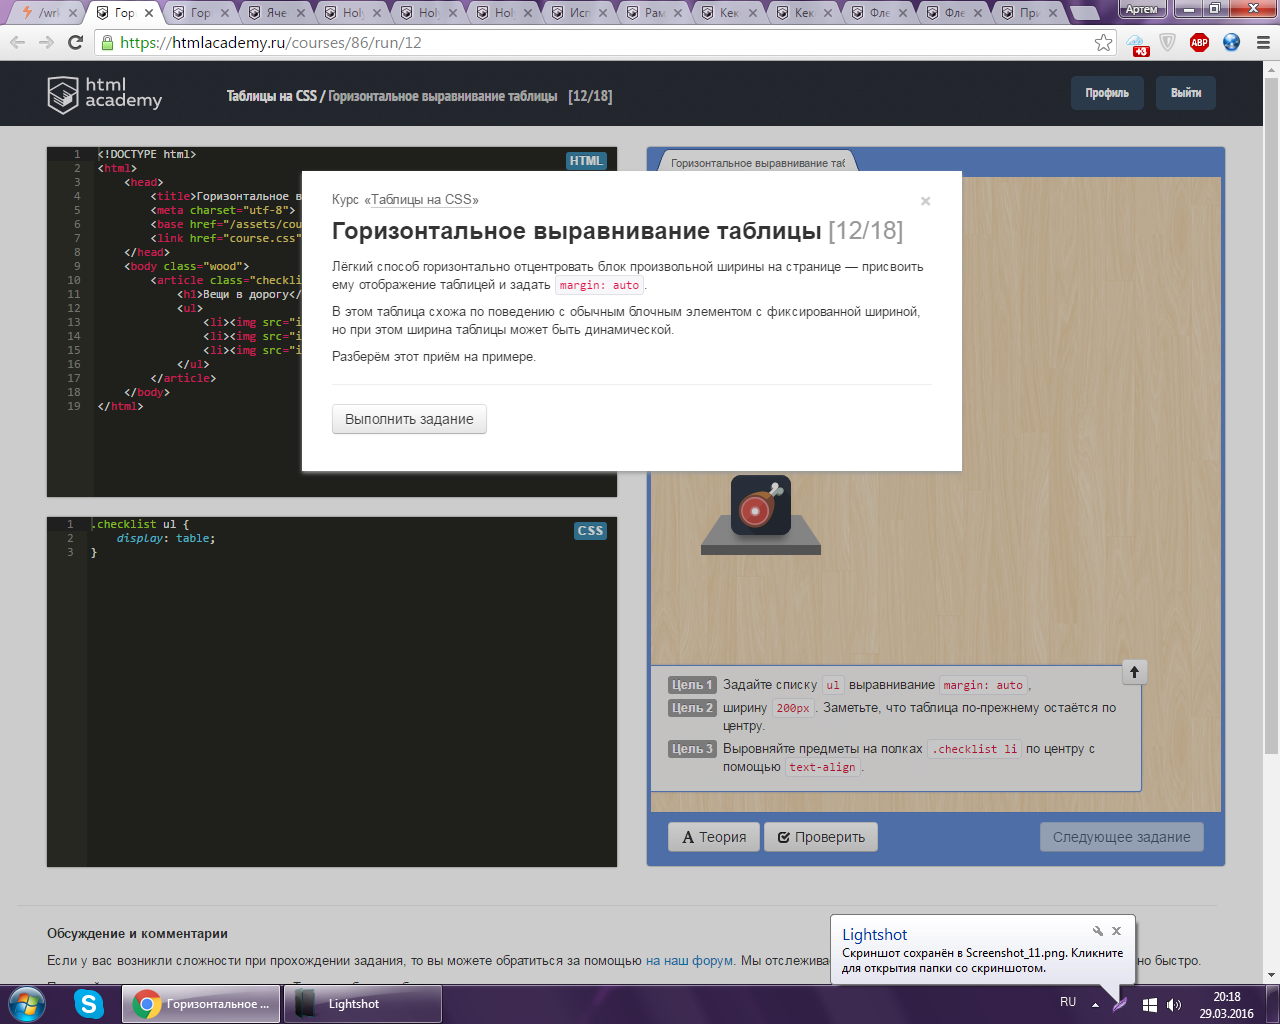 /wrk
Гор
Гор
Яче
Holy
Holy
Hol
Исп
Рам
Кек
Кек
Фле
Фле
При
Артем
https://htmlacademy.ru/courses/86/run/12
+3
ABP
html
academy
Таблицы на CSS / Горизонтальное выравнивание таблицы [12/18]
Профиль
Выйти
1 <!DOCTYPE html>
HTML
2 <html>
3 <head>
4 <title>Горизонтальное в
5 <meta charset="utf-8">
6 <base href="/assets/cou
7 <link href="course.css"
8 </head>
9 <body class="wood">
10 <article class="checkli
11 <h1>Вещи в дорогу</
12 <ul>
13 <li><img src="i
14 <li><img src="i
15 <li><img src="i
16 </ul>
17 </article>
18 </body>
19 </html>
Горизонтальное выравнивание таб
Курс «Таблицы на CSS»
×
Горизонтальное выравнивание таблицы [12/18]
Лёгкий способ горизонтально отцентровать блок произвольной ширины на странице — присвоить
ему отображение таблицей и задать margin: auto.
В этом таблица схожа по поведению с обычным блочным элементом с фиксированной шириной,
но при этом ширина таблицы может быть динамической.
Разберём этот приём на примере.
Выполнить задание
1 .checklist ul {
CSS
2 display: table;
3 }
Цель 1 Задайте списку ul выравнивание margin: auto,
Цель 2 ширину 200px. Заметьте, что таблица по-прежнему остаётся по
центру.
Цель 3 Выровняйте предметы на полках .checklist li по центру с
помощью text-align.
Теория
Проверить
Следующее задание
Обсуждение и комментарии
Если у вас возникли сложности при прохождении задания, то вы можете обратиться за помощью на наш форум. Мы отслежива
но быстро.
Lightshot
Скриншот сохранён в Screenshot_11.png. Кликните
для открытия папки со скриншотом.
Горизонтальное ...
Lightshot
RU
20:18
29.03.2016